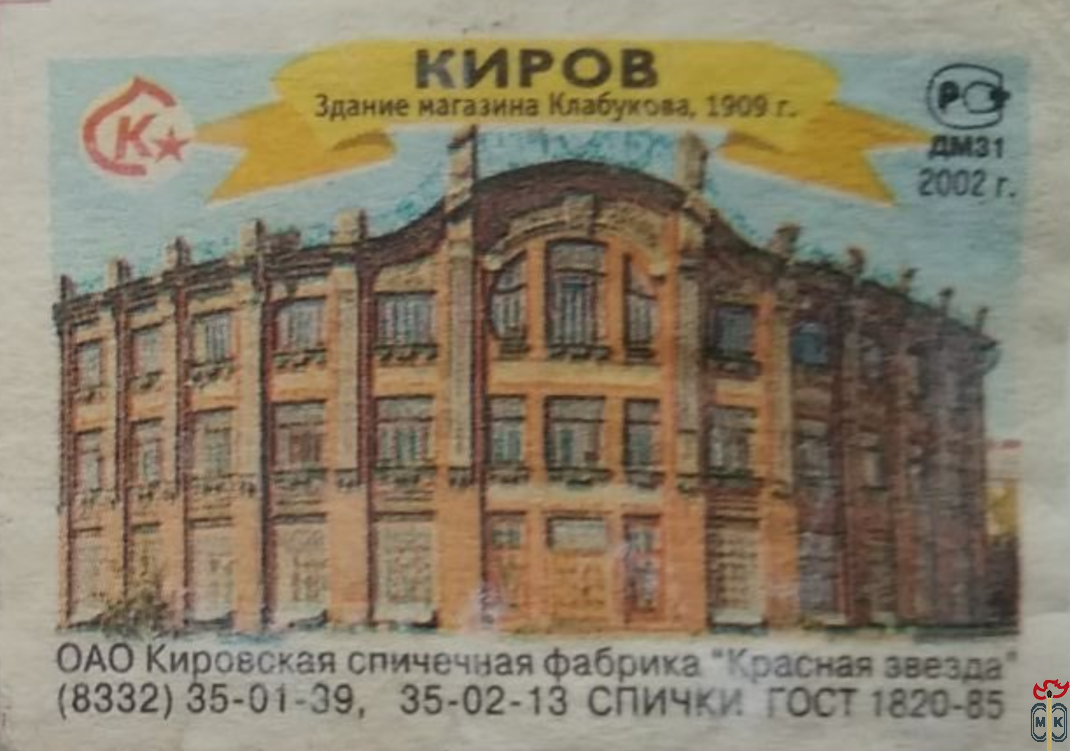 КИРОВ
Здание магазина Клабукова, 1909 г.
К
РС
ДМ31
2002 г.
ОАО Кировская спичечная фабрика "Красная звезда"
(8332) 35-01-39, 35-02-13 СПИЧКИ ГОСТ 1820-85
М К